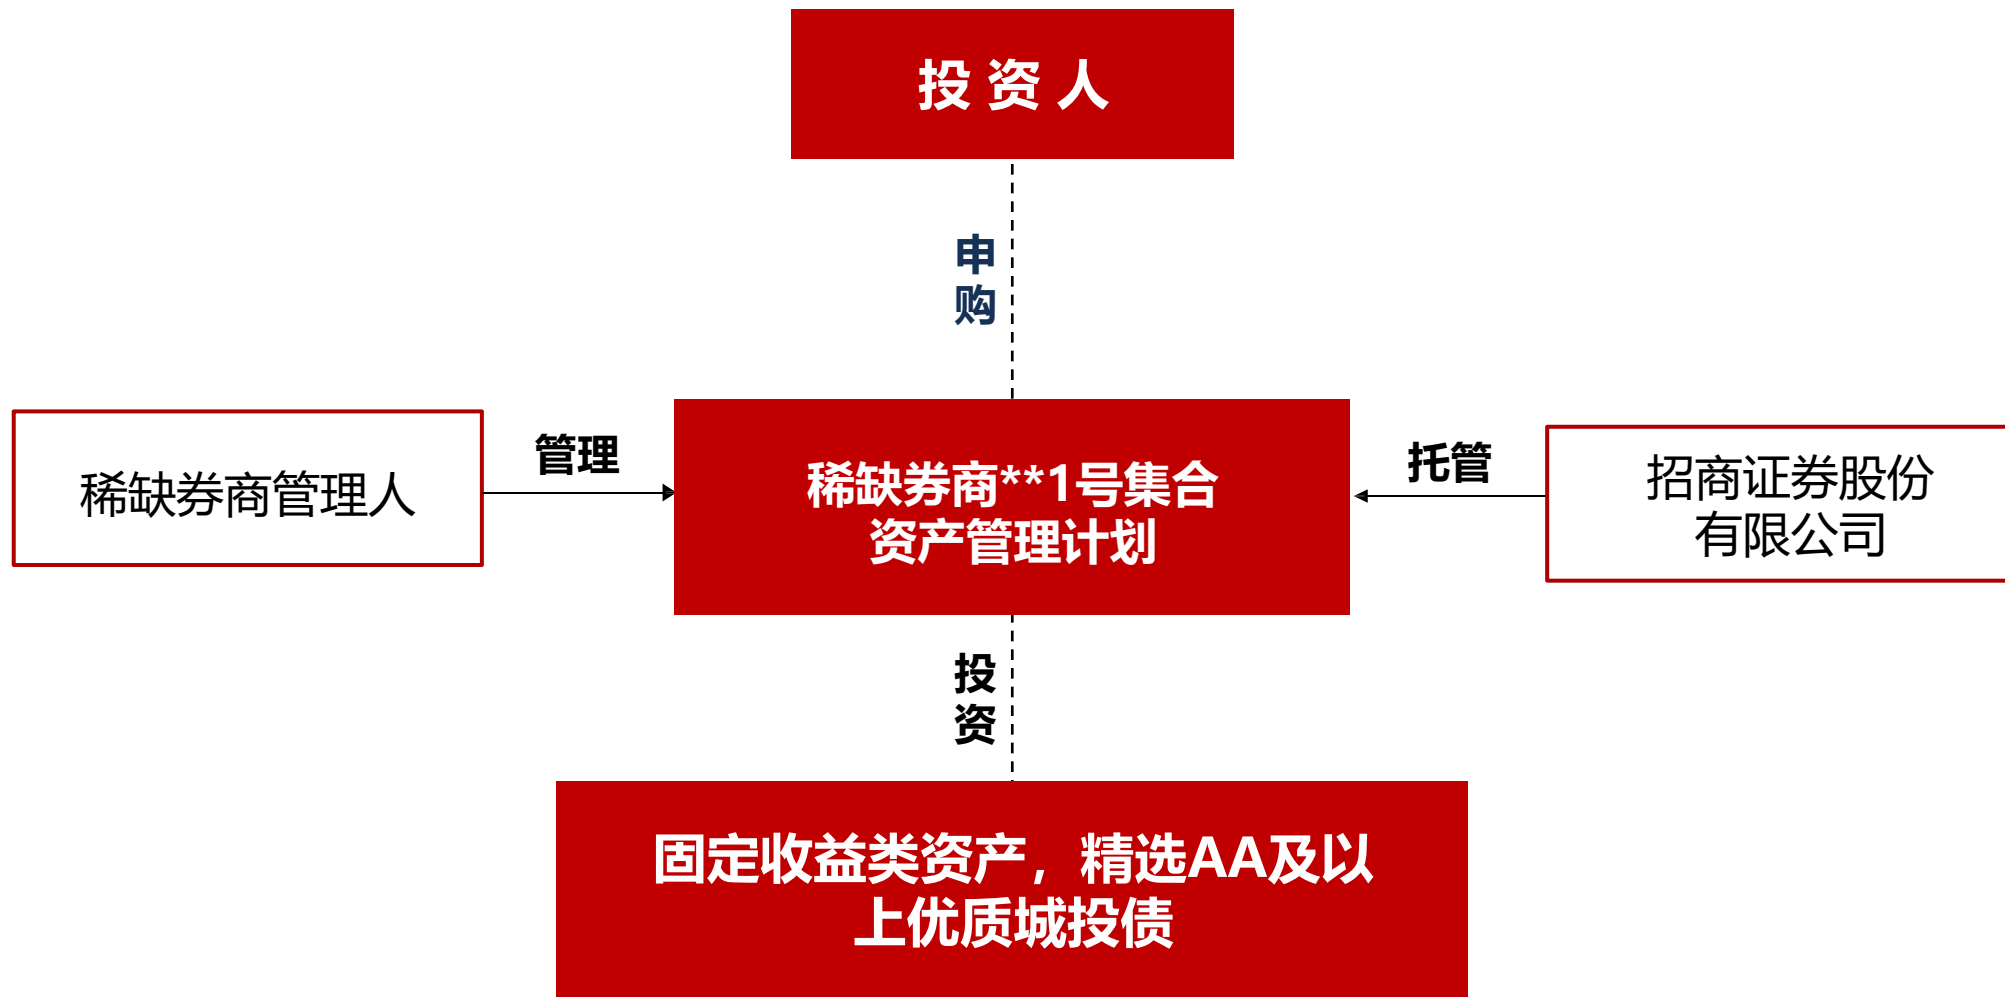 投 资 人
申
购
稀缺券商管理人
管理
稀缺券商**1号集合
资产管理计划
托管
招商证券股份
有限公司
投
资
固定收益类资产，精选AA及以
上优质城投债